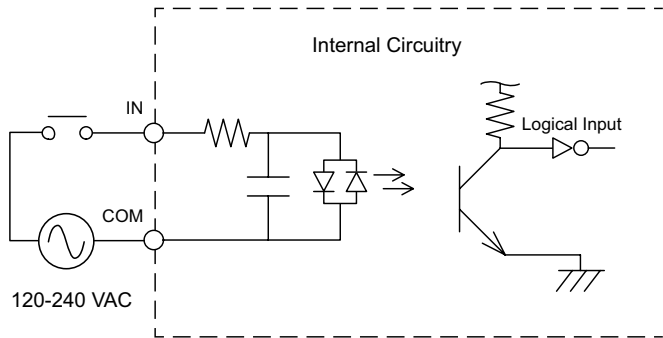 Internal Circuitry
IN
Logical Input
COM
120-240 VAC